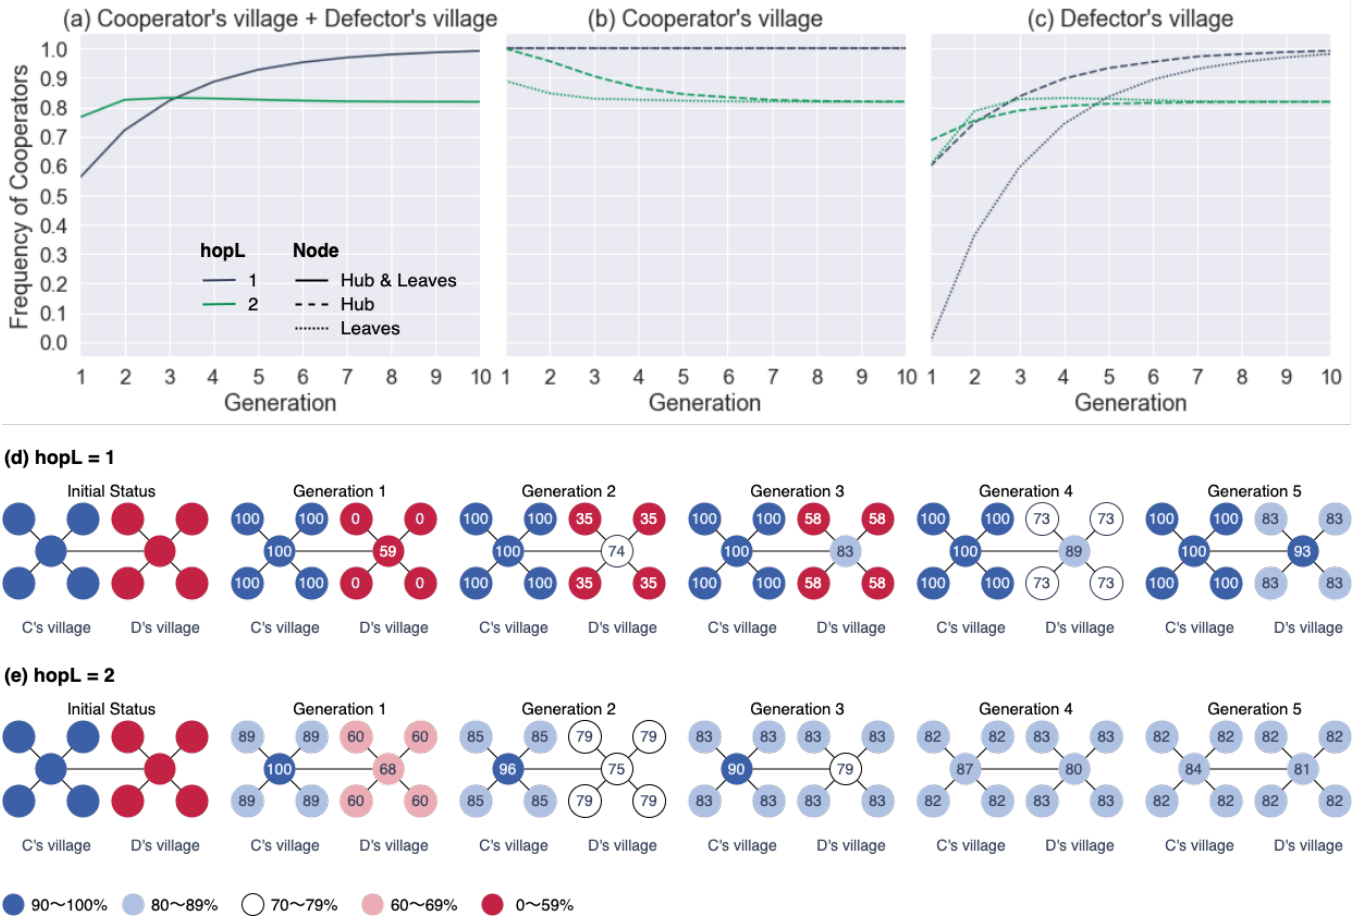 (a) Cooperator's village + Defector's village
(b) Cooperator's village
(c) Defector's village
Frequency of Cooperators
1.0
0.9
0.8
0.7
0.6
0.5
0.4
0.3
0.2
0.1
0.0
hopL
Node
1
Hub & Leaves
2
Hub
Leaves
1 2 3 4 5 6 7 8 9 10
1 2 3 4 5 6 7 8 9 10
1 2 3 4 5 6 7 8 9 10
Generation
Generation
Generation
(d) hopL = 1
Initial Status
Generation 1
Generation 2
Generation 3
Generation 4
Generation 5
100 100 0 0 100 100 35 35 100 100 58 58 100 100 73 73 100 100 83 83
100 59 100 74 100 83 100 89 100 93
100 100 0 0 100 100 35 35 100 100 58 58 100 100 73 73 100 100 83 83
C's village D's village C's village D's village C's village D's village C's village D's village C's village D's village C's village D's village
(e) hopL = 2
Initial Status
Generation 1
Generation 2
Generation 3
Generation 4
Generation 5
89 89 60 60 85 85 79 79 83 83 83 83 82 82 83 83 82 82 82 82
100 68 96 75 90 79 87 80 84 81
89 89 60 60 85 85 79 79 83 83 83 83 82 82 83 83 82 82 82 82
C's village D's village C's village D's village C's village D's village C's village D's village C's village D's village C's village D's village
90～100% 80～89% 70～79% 60～69% 0～59%